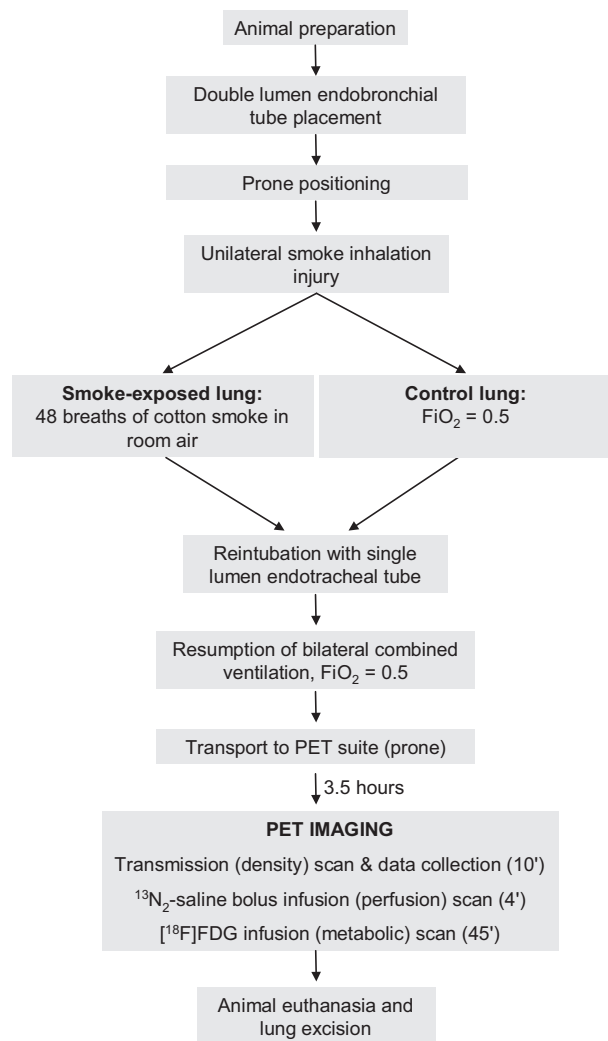 Animal preparation
Double lumen endobronchial
tube placement
Prone positioning
Unilateral smoke inhalation
injury
Smoke-exposed lung:
48 breaths of cotton smoke in
room air
Control lung:
FiO₂ = 0.5
Reintubation with single
lumen endotracheal tube
Resumption of bilateral combined
ventilation, FiO₂ = 0.5
Transport to PET suite (prone)
3.5 hours
PET IMAGING
Transmission (density) scan & data collection (10')
¹³N₂-saline bolus infusion (perfusion) scan (4')
[¹⁸F]FDG infusion (metabolic) scan (45')
Animal euthanasia and
lung excision